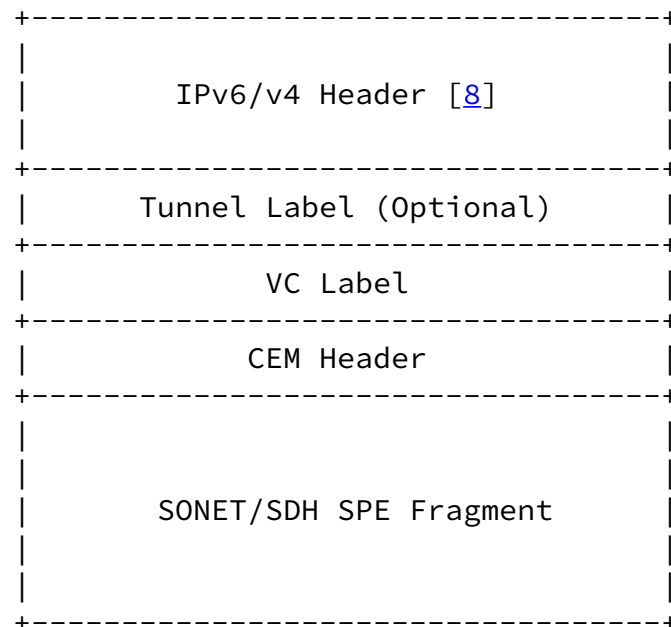 IPv6/v4 Header [8]
Tunnel Label (Optional)
VC Label
CEM Header
SONET/SDH SPE Fragment